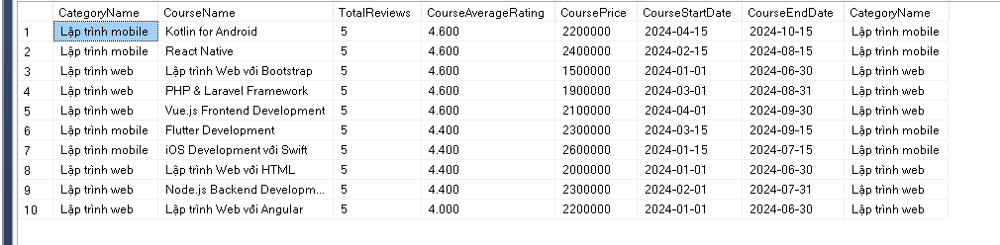 CategoryName CourseName TotalReviews CourseAverageRating CoursePrice CourseStartDate CourseEndDate CategoryName
1 Lập trình mobile Kotlin for Android 5 4.600 2200000 2024-04-15 2024-10-15 Lập trình mobile
2 Lập trình mobile React Native 5 4.600 2400000 2024-02-15 2024-08-15 Lập trình mobile
3 Lập trình web Lập trình Web với Bootstrap 5 4.600 1500000 2024-01-01 2024-06-30 Lập trình web
4 Lập trình web PHP & Laravel Framework 5 4.600 1900000 2024-03-01 2024-08-31 Lập trình web
5 Lập trình web Vue.js Frontend Development 5 4.600 2100000 2024-04-01 2024-09-30 Lập trình web
6 Lập trình mobile Flutter Development 5 4.400 2300000 2024-03-15 2024-09-15 Lập trình mobile
7 Lập trình mobile iOS Development với Swift 5 4.400 2600000 2024-01-15 2024-07-15 Lập trình mobile
8 Lập trình web Lập trình Web với HTML 5 4.400 2000000 2024-01-01 2024-06-30 Lập trình web
9 Lập trình web Node.js Backend Developm... 5 4.400 2300000 2024-02-01 2024-07-31 Lập trình web
10 Lập trình web Lập trình Web với Angular 5 4.000 2200000 2024-01-01 2024-06-30 Lập trình web